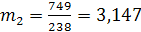 m₂ = 749/238 = 3,147